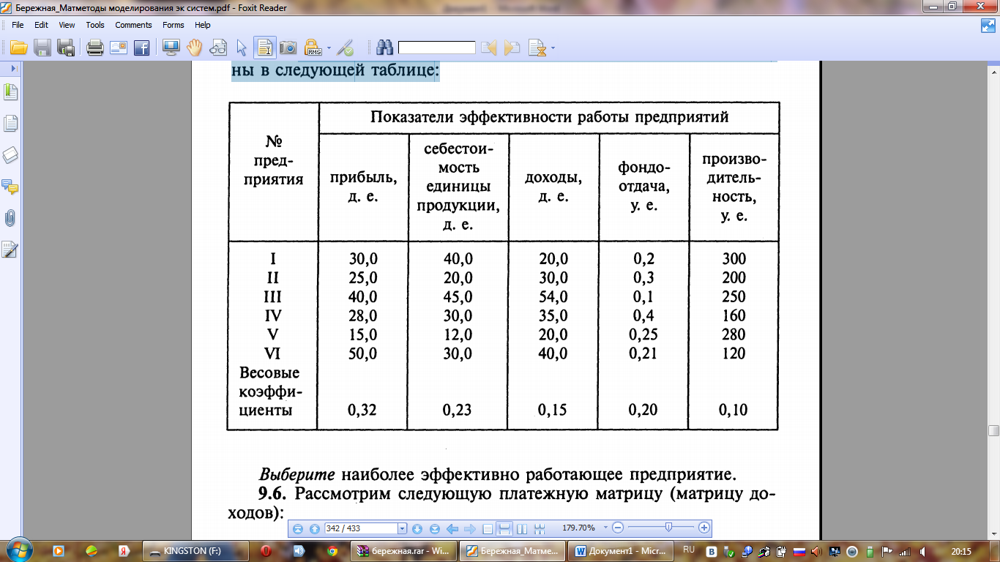 Бережная_Матметоды моделирования эк систем.pdf - Foxit Reader
File Edit View Tools Comments Forms Help
ны в следующей таблице:
№ пред-приятия
Показатели эффективности работы предприятий
прибыль, д. е.
себестои-мость единицы продукции, д. е.
доходы, д. е.
фондо-отдача, у. е.
произво-дитель-ность, у. е.
I 30,0 40,0 20,0 0,2 300
II 25,0 20,0 30,0 0,3 200
III 40,0 45,0 54,0 0,1 250
IV 28,0 30,0 35,0 0,4 160
V 15,0 12,0 20,0 0,25 280
VI 50,0 30,0 40,0 0,21 120
Весовые
коэффи-
циенты 0,32 0,23 0,15 0,20 0,10
Выберите наиболее эффективно работающее предприятие.
9.6. Рассмотрим следующую платежную матрицу (матрицу до-
ходов):
342 / 433 179.70%
KINGSTON (F:) бережная.rar - Wi... Бережная_Матме... Документ1 - Micr... RU 20:15